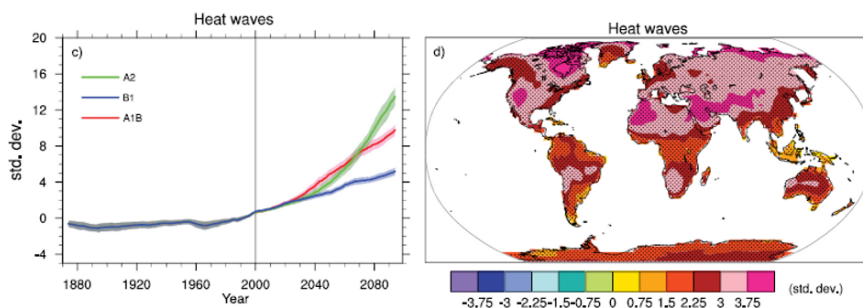 Heat waves
c)
20
16
12
8
4
0
-4
std. dev.
A2
B1
A1B
1880 1920 1960 2000 2040 2080
Year
Heat waves
d)
-3.75 -3 -2.25-1.5-0.75 0 0.75 1.5 2.25 3 3.75
(std. dev.)